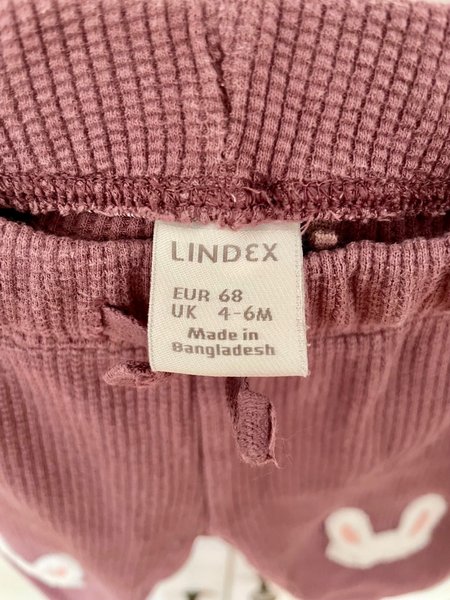 LINDEX
EUR 68
UK 4-6M
Made in
Bangladesh